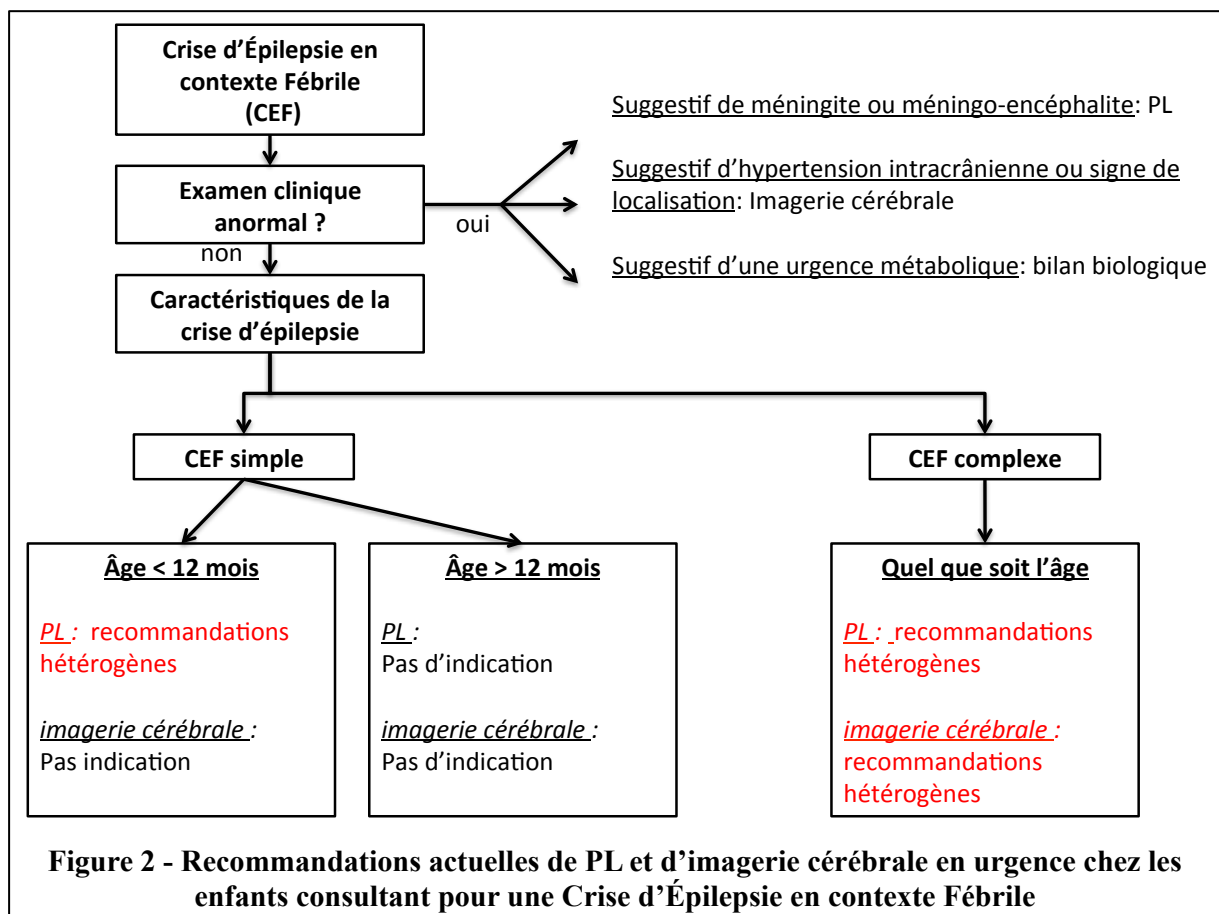 Crise d'Épilepsie en
contexte Fébrile
(CEF)
Suggestif de méningite ou méningo-encéphalite: PL
Examen clinique
anormal ?
oui
Suggestif d'hypertension intracrânienne ou signe de
localisation: Imagerie cérébrale
Suggestif d'une urgence métabolique: bilan biologique
non
Caractéristiques de la
crise d'épilepsie
CEF simple
CEF complexe
Âge < 12 mois
PL : recommandations
hétérogènes
imagerie cérébrale :
Pas indication
Âge > 12 mois
PL :
Pas d'indication
imagerie cérébrale :
Pas d'indication
Quel que soit l'âge
PL : recommandations
hétérogènes
imagerie cérébrale :
recommandations
hétérogènes
Figure 2 - Recommandations actuelles de PL et d'imagerie cérébrale en urgence chez les
enfants consultant pour une Crise d'Épilepsie en contexte Fébrile